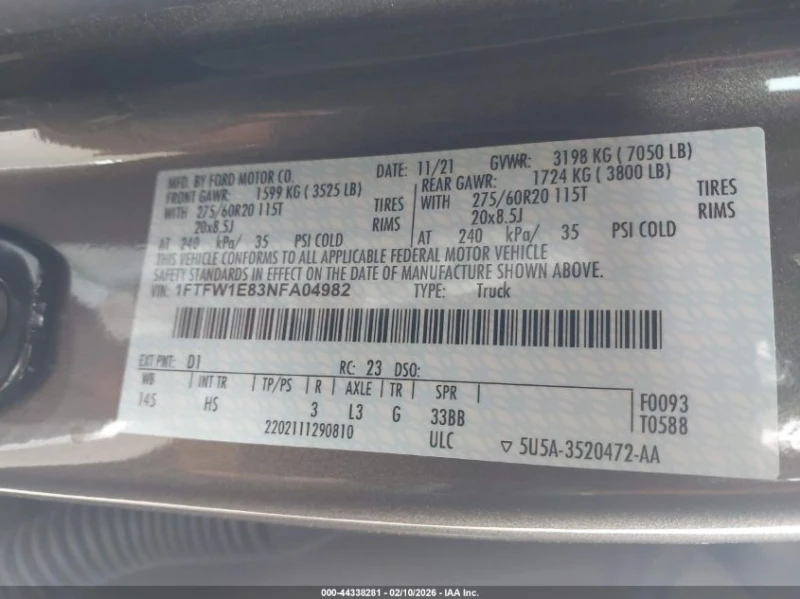 MFD. BY FORD MOTOR CO. DATE: 11/21 GVWR: 3198 KG ( 7050 LB)
FRONT GAWR: 1599 KG ( 3525 LB) REAR GAWR: 1724 KG ( 3800 LB)
WITH 275/60R20 115T TIRES WITH 275/60R20 115T TIRES
20x8.5J RIMS 20x8.5J RIMS
AT 240 kPa/ 35 PSI COLD AT 240 kPa/ 35 PSI COLD
THIS VEHICLE CONFORMS TO ALL APPLICABLE FEDERAL MOTOR VEHICLE
SAFETY STANDARDS IN EFFECT ON THE DATE OF MANUFACTURE SHOWN ABOVE.
VIN: 1FTFW1E83NFA04982 TYPE: Truck
EXT PNT: D1 RC: 23 DSO:
WB INT TR TP/PS R AXLE TR SPR
145 HS 3 L3 G 33BB
F0093
T0588
2202111290810 ULC ▽ 5U5A-3520472-AA
000-44338281 - 02/10/2026 - IAA Inc.